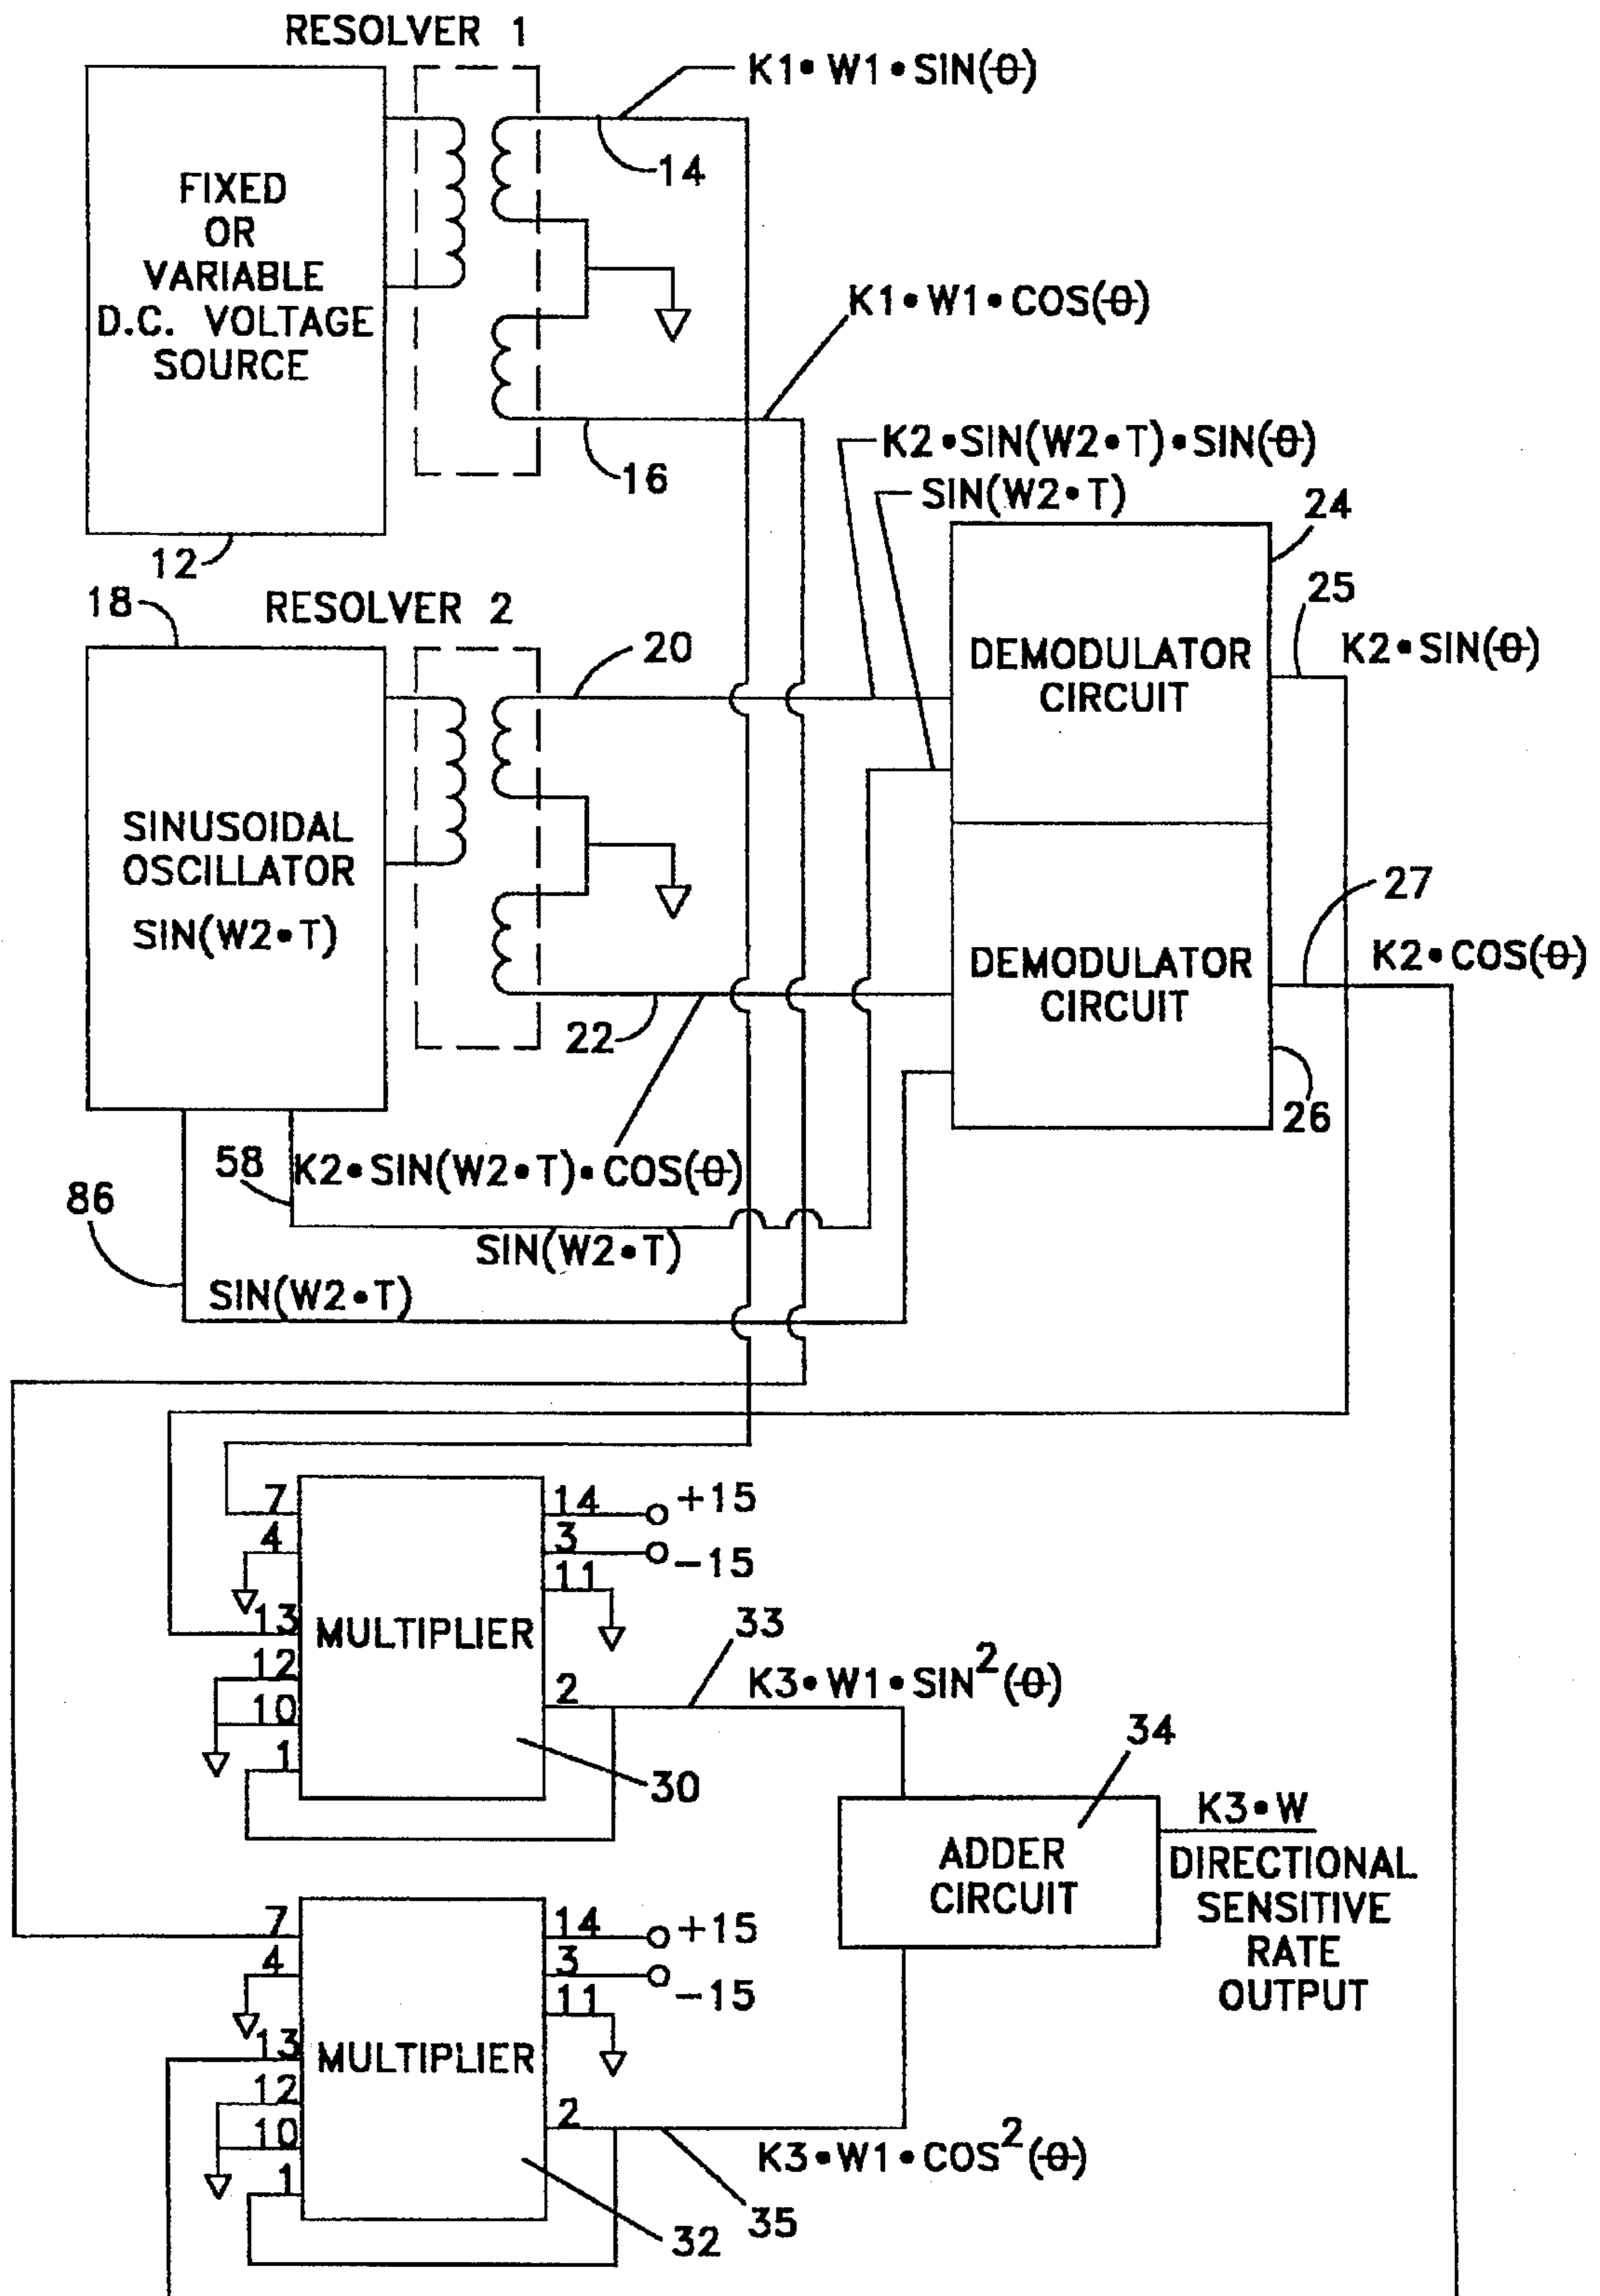 RESOLVER 1
K1•W1•SIN(θ)
14
FIXED
OR
VARIABLE
D.C. VOLTAGE
SOURCE
K1•W1•COS(θ)
16
12
K2•SIN(W2•T)•SIN(θ)
SIN(W2•T)
24
18
RESOLVER 2
20
25
K2•SIN(θ)
DEMODULATOR
CIRCUIT
SINUSOIDAL
OSCILLATOR
SIN(W2•T)
27
K2•COS(θ)
DEMODULATOR
CIRCUIT
22
26
58
K2•SIN(W2•T)•COS(θ)
86
SIN(W2•T)
SIN(W2•T)
7
4
13
12
10
1
MULTIPLIER
14
3
11
2
+15
-15
33
K3•W1•SIN²(θ)
30
34
K3•W
ADDER
CIRCUIT
DIRECTIONAL
SENSITIVE
RATE
OUTPUT
7
4
13
12
10
1
MULTIPLIER
14
3
11
2
+15
-15
K3•W1•COS²(θ)
35
32